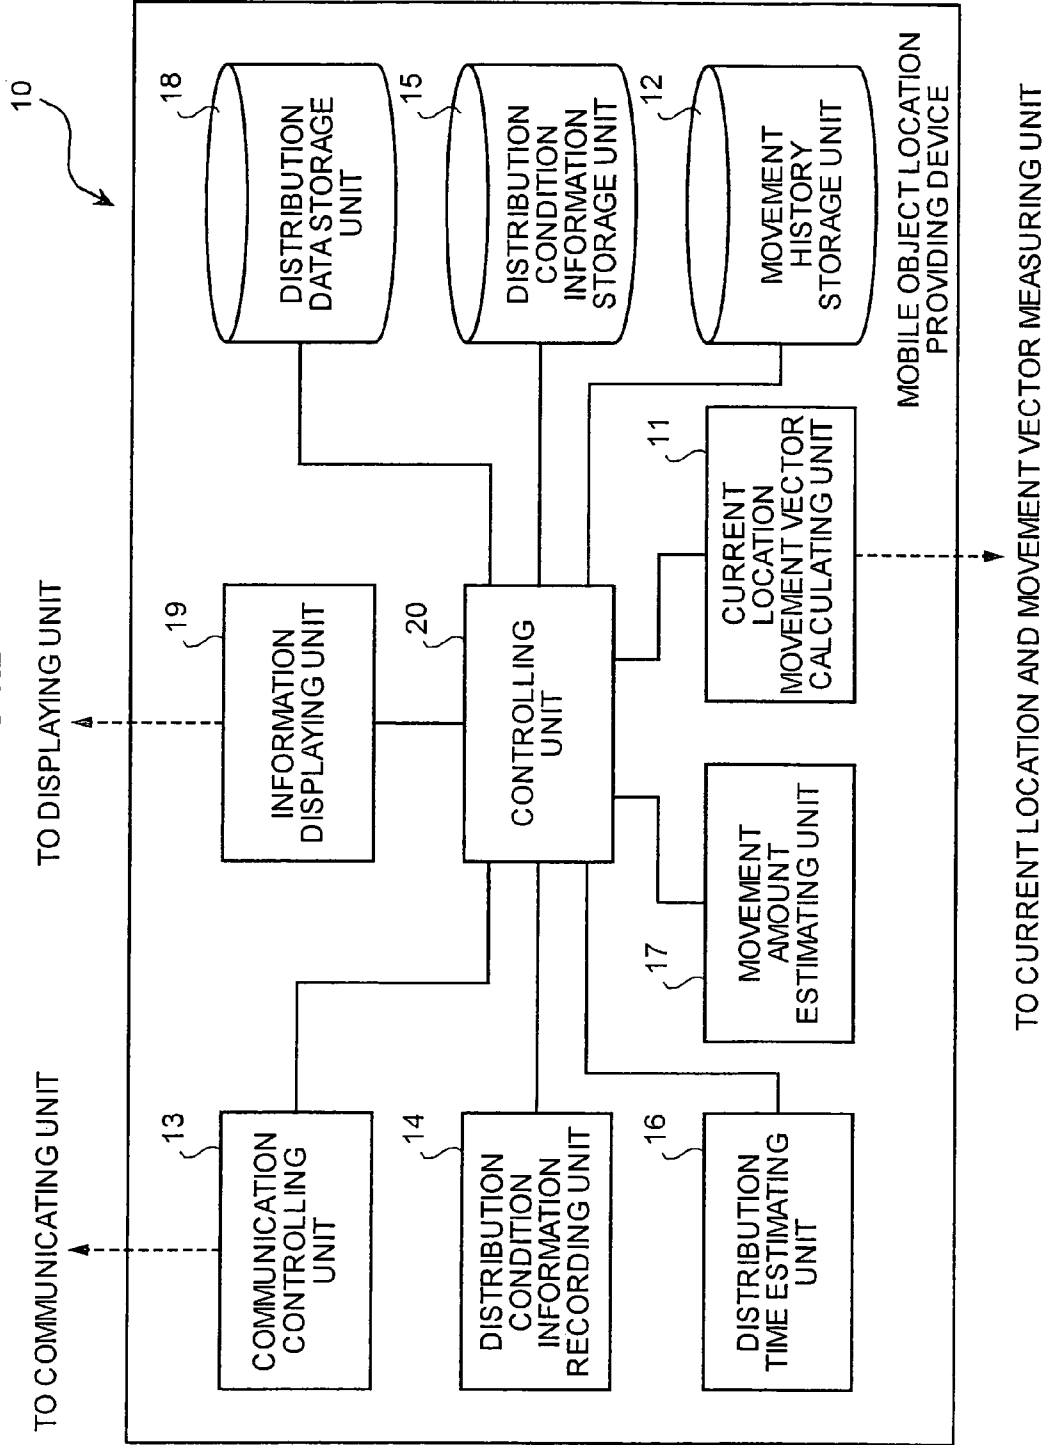 10
TO COMMUNICATING UNIT
TO DISPLAYING UNIT
13
COMMUNICATION
CONTROLLING
UNIT
19
INFORMATION
DISPLAYING UNIT
18
DISTRIBUTION
DATA STORAGE
UNIT
14
DISTRIBUTION
CONDITION
INFORMATION
RECORDING UNIT
20
CONTROLLING
UNIT
15
DISTRIBUTION
CONDITION
INFORMATION
STORAGE UNIT
16
DISTRIBUTION
TIME ESTIMATING
UNIT
17
MOVEMENT
AMOUNT
ESTIMATING UNIT
11
CURRENT
LOCATION
MOVEMENT VECTOR
CALCULATING UNIT
12
MOVEMENT
HISTORY
STORAGE UNIT
MOBILE OBJECT LOCATION
PROVIDING DEVICE
TO CURRENT LOCATION AND MOVEMENT VECTOR MEASURING UNIT